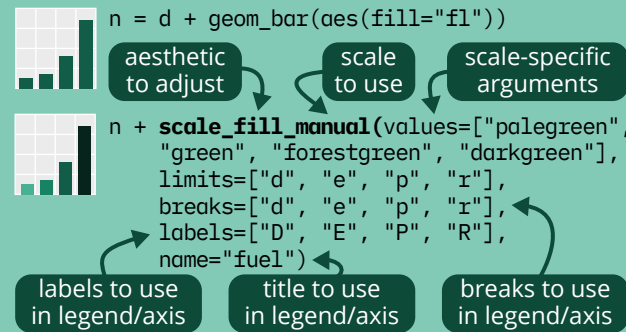 n = d + geom_bar(aes(fill="fl"))
aesthetic
to adjust
scale
to use
scale-specific
arguments
n + scale_fill_manual(values=["palegreen",
"green", "forestgreen", "darkgreen"],
limits=["d", "e", "p", "r"],
breaks=["d", "e", "p", "r"],
labels=["D", "E", "P", "R"],
name="fuel")
labels to use
in legend/axis
title to use
in legend/axis
breaks to use
in legend/axis